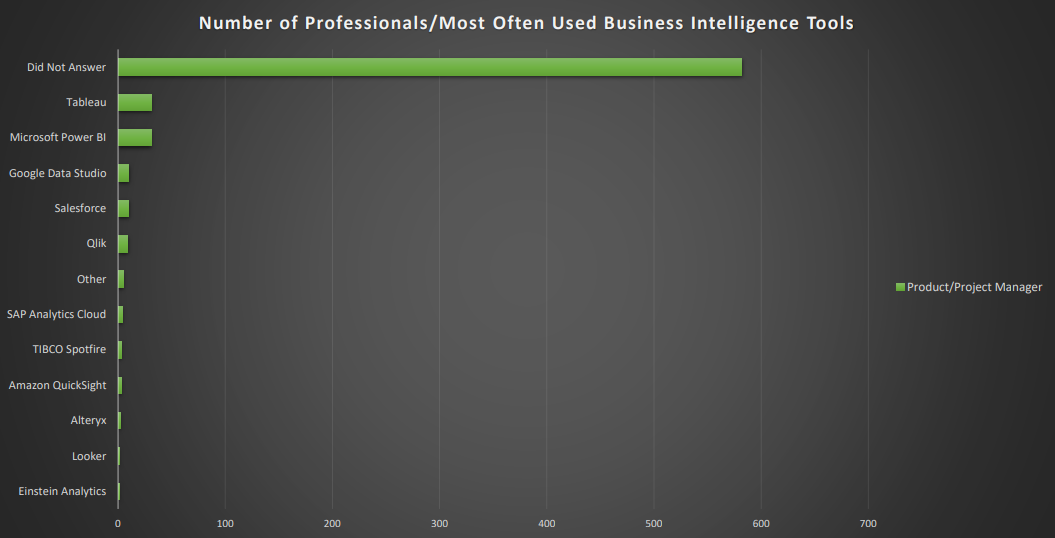 Number of Professionals/Most Often Used Business Intelligence Tools
Did Not Answer
Tableau
Microsoft Power BI
Google Data Studio
Salesforce
Qlik
Other
Product/Project Manager
SAP Analytics Cloud
TIBCO Spotfire
Amazon QuickSight
Alteryx
Looker
Einstein Analytics
0 100 200 300 400 500 600 700